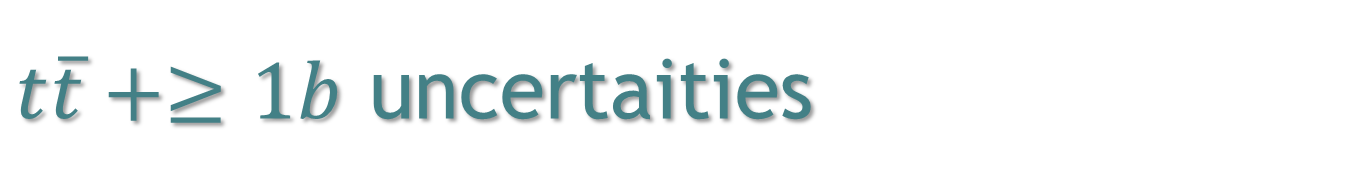 tt̄ +≥ 1b uncertaities